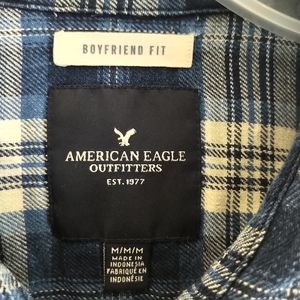 BOYFRIEND FIT
AMERICAN EAGLE
OUTFITTERS
EST. 1977
M/M/M
MADE IN
INDONESIA
FABRIQUÉ EN
INDONÉSIE